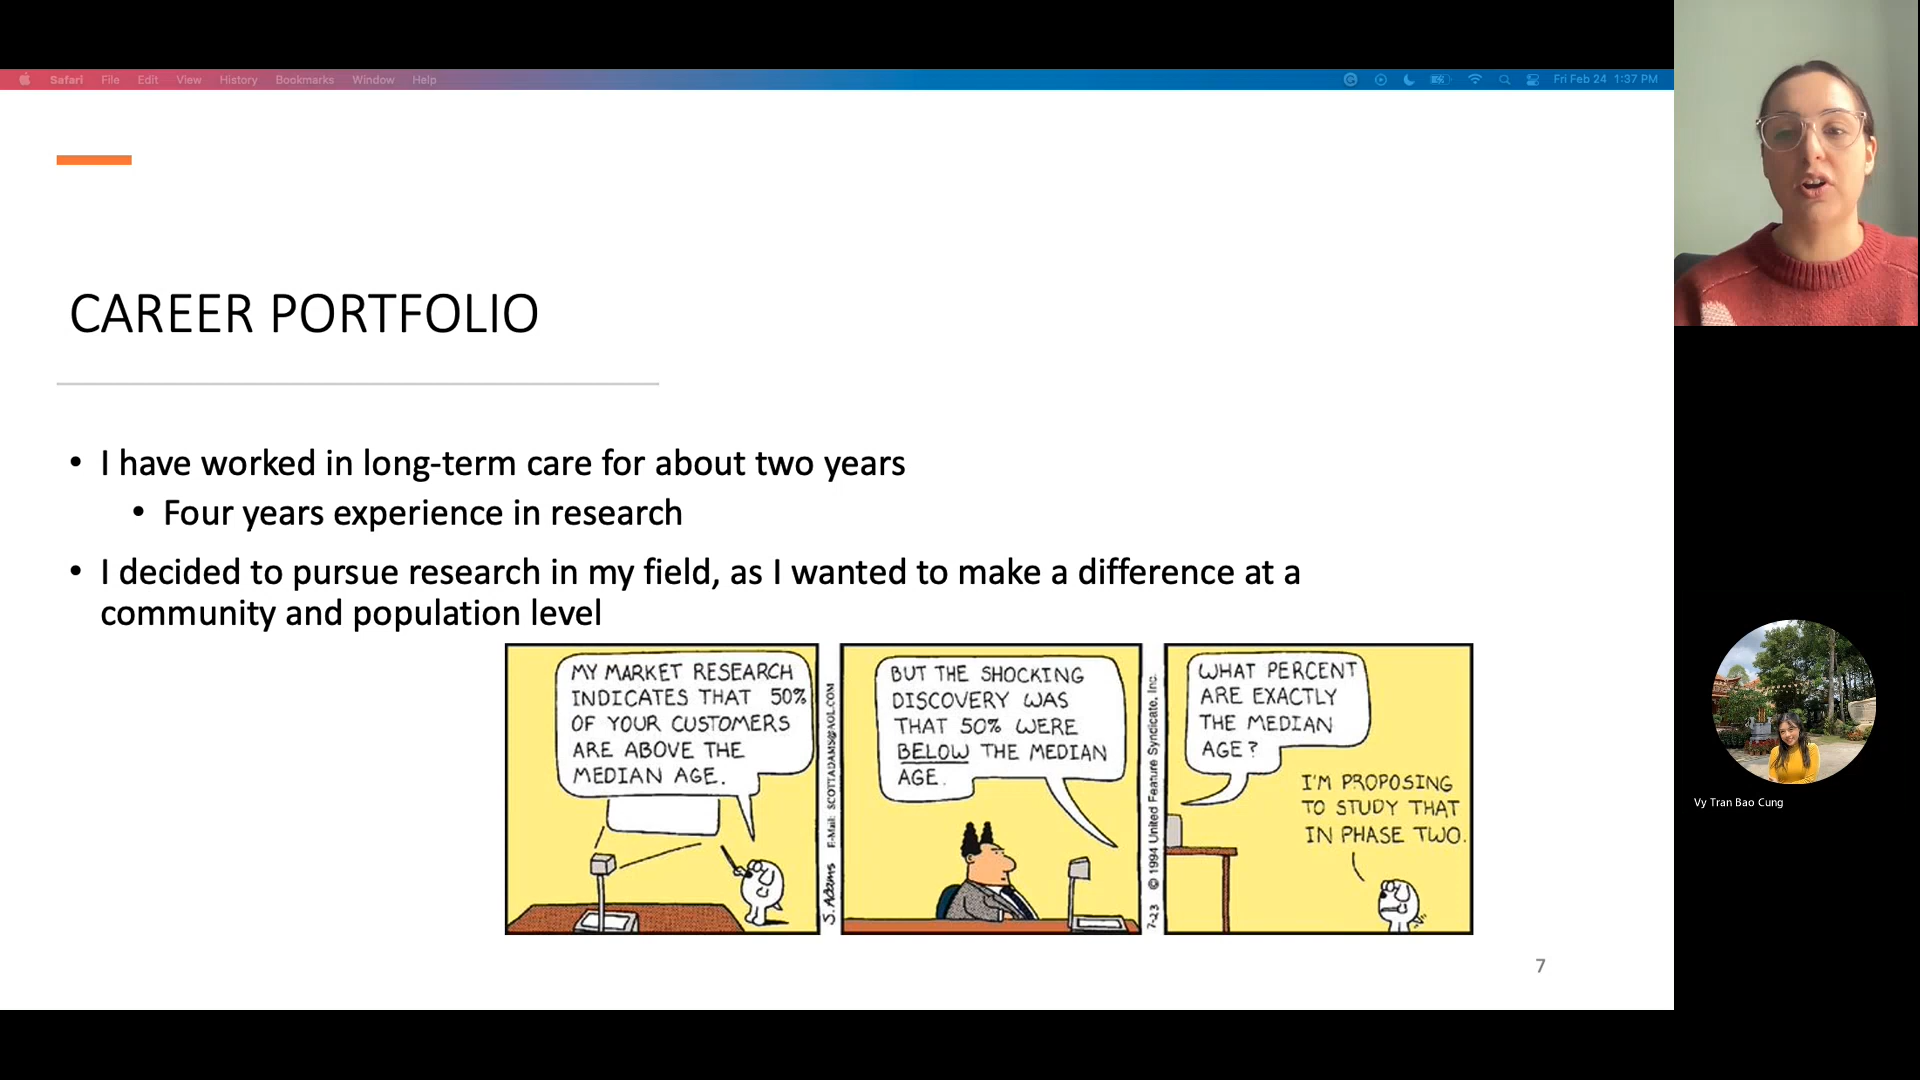 Safari File Edit View History Bookmarks Window Help
Fri Feb 24 1:37 PM
CAREER PORTFOLIO
• I have worked in long-term care for about two years
• Four years experience in research
• I decided to pursue research in my field, as I wanted to make a difference at a
community and population level
MY MARKET RESEARCH
INDICATES THAT 50%
OF YOUR CUSTOMERS
ARE ABOVE THE
MEDIAN AGE.
S. Adams E-Mail: SCOTTADAMS@AOL.COM
BUT THE SHOCKING
DISCOVERY WAS
THAT 50% WERE
BELOW THE MEDIAN
AGE.
7-23 © 1994 United Feature Syndicate, Inc.
WHAT PERCENT
ARE EXACTLY
THE MEDIAN
AGE?
I'M PROPOSING
TO STUDY THAT
IN PHASE TWO.
7
Vy Tran Bao Cung